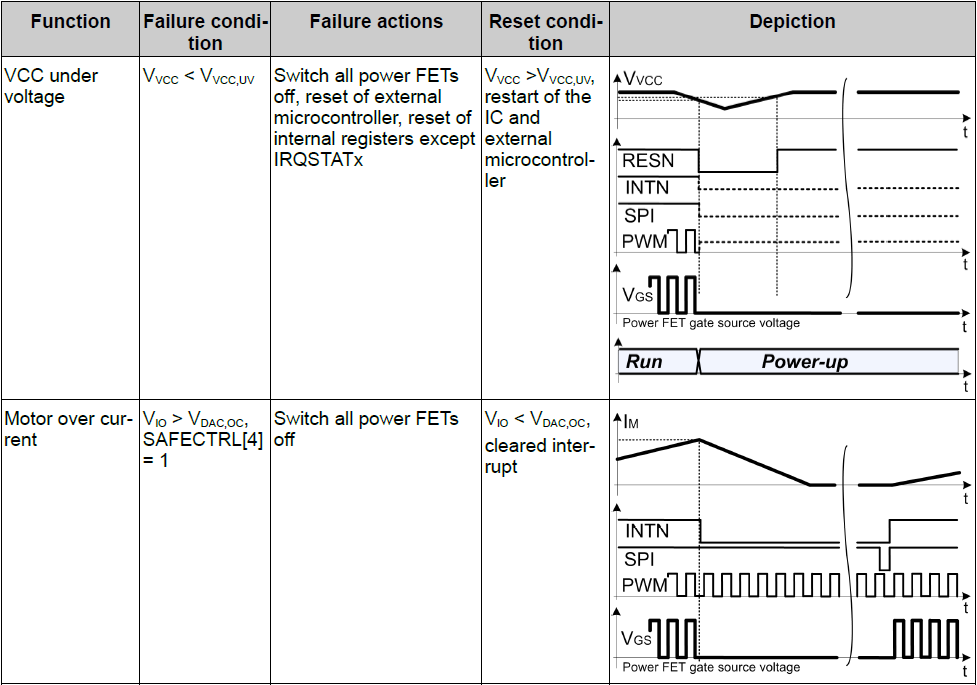 Function
Failure condi-
tion
Failure actions
Reset condi-
tion
Depiction
VCC under
voltage
VVCC < VVCC,UV
Switch all power FETs
off, reset of external
microcontroller, reset of
internal registers except
IRQSTATx
VVCC >VVCC,UV,
restart of the
IC and
external
microcontrol-
ler
VVCC
t
RESN
INTN
SPI
PWM
t
VGS
Power FET gate source voltage
t
Run
Power-up
t
Motor over cur-
rent
VIO > VDAC,OC,
SAFECTRL[4]
= 1
Switch all power FETs
off
VIO < VDAC,OC,
cleared inter-
rupt
IM
t
INTN
SPI
PWM
t
VGS
Power FET gate source voltage
t